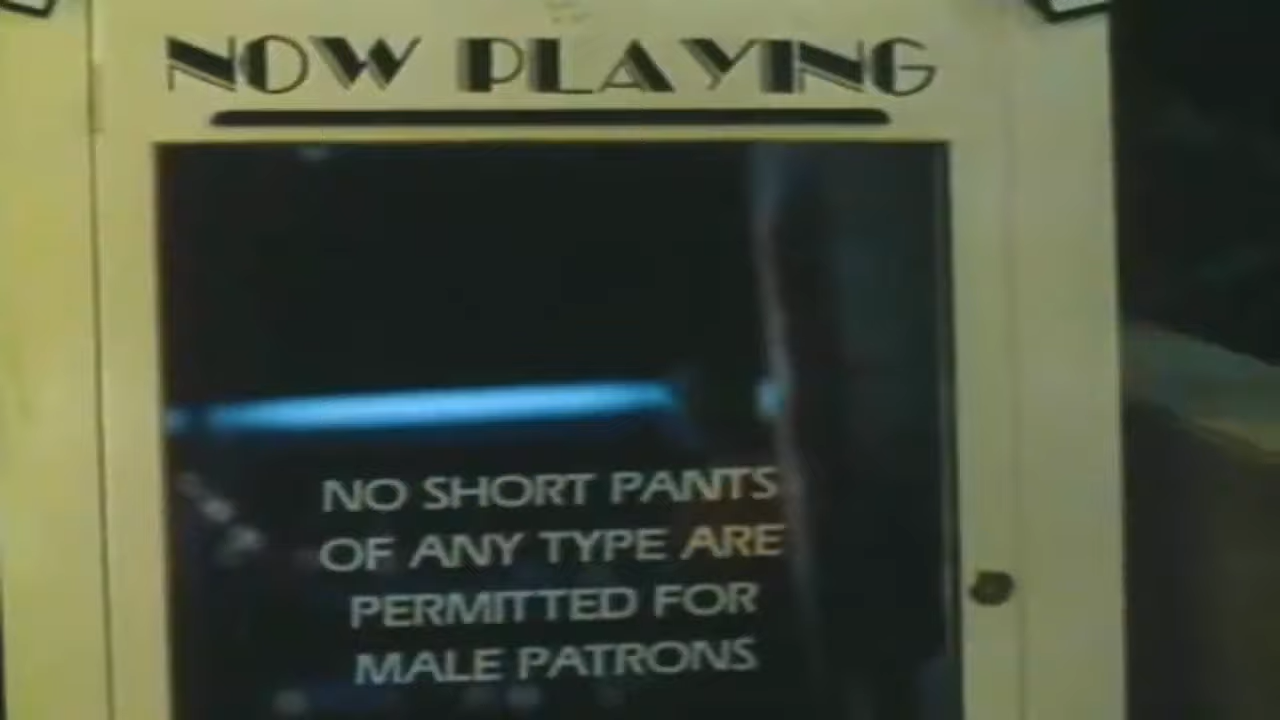 NOW PLAYING
NO SHORT PANTS
OF ANY TYPE ARE
PERMITTED FOR
MALE PATRONS